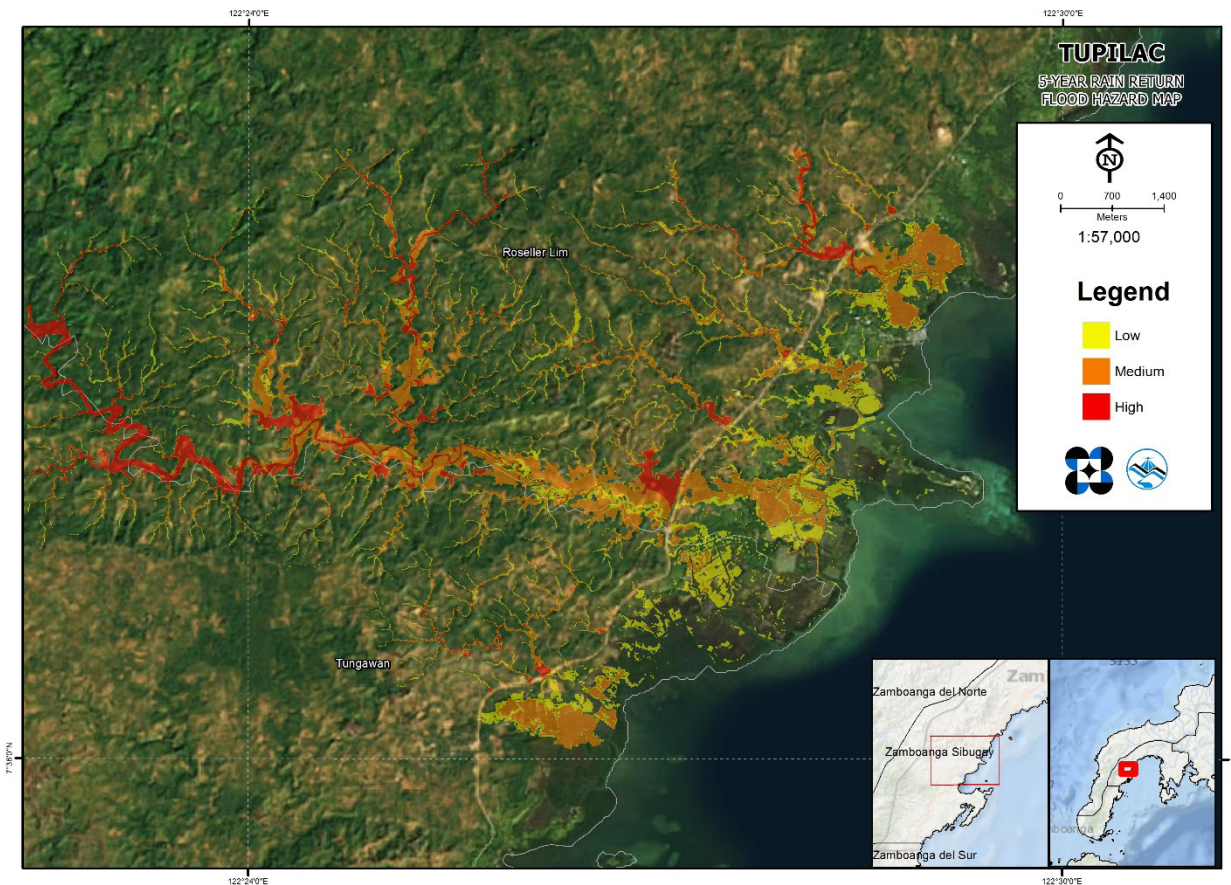 122°24'0"E
122°30'0"E
TUPILAC
5-YEAR RAIN RETURN
FLOOD HAZARD MAP
N
0 700 1,400
Meters
1:57,000
Legend
Low
Medium
High
Roseller Lim
Tungawan
7°36'0"N
Zam
Zamboanga del Norte
Zamboanga Sibugay
Zamboanga del Sur
122°24'0"E
122°30'0"E